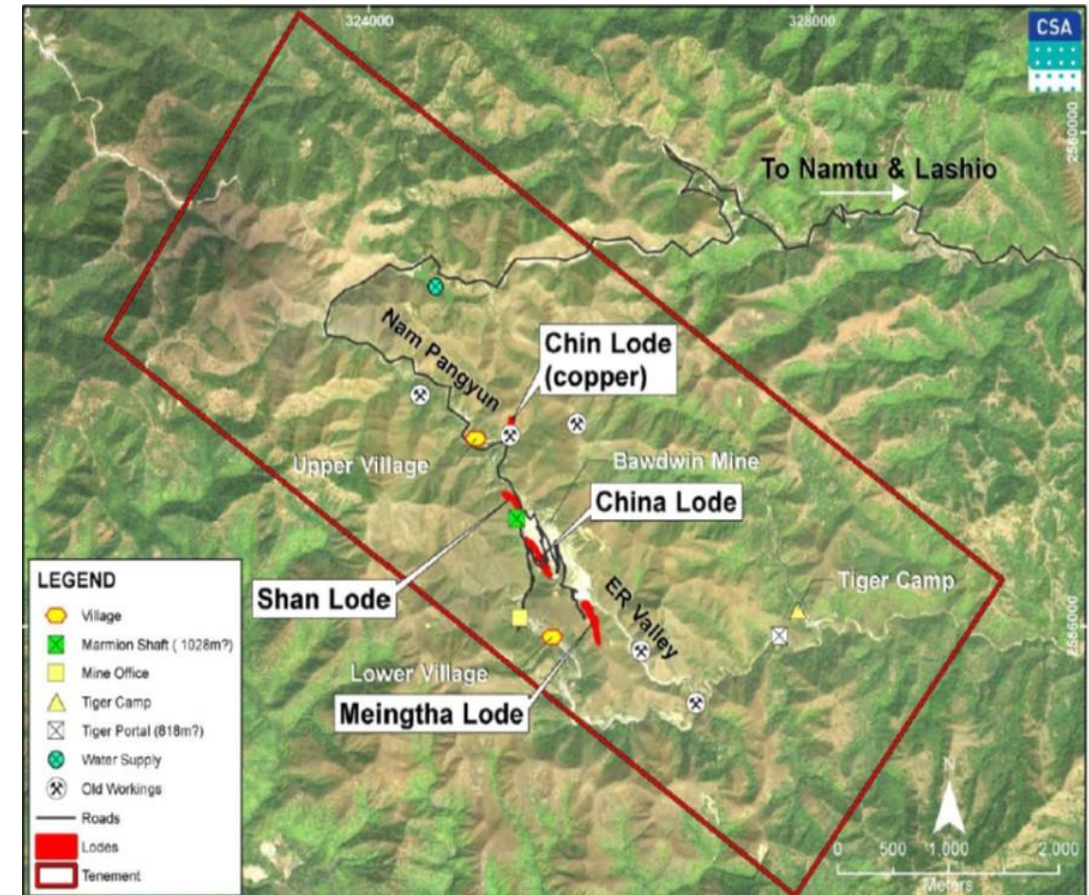 324000
328000
CSA
2560000
To Namtu & Lashio
Nam Pangyun
Chin Lode
(copper)
Upper Village
Bawdwin Mine
China Lode
Shan Lode
ER Valley
Tiger Camp
Lower Village
Meingtha Lode
LEGEND
Village
Marmion Shaft ( 1028m?)
Mine Office
Tiger Camp
Tiger Portal (818m?)
Water Supply
Old Workings
Roads
Lodes
Tenement
N
0 500 1,000 2,000
Meters